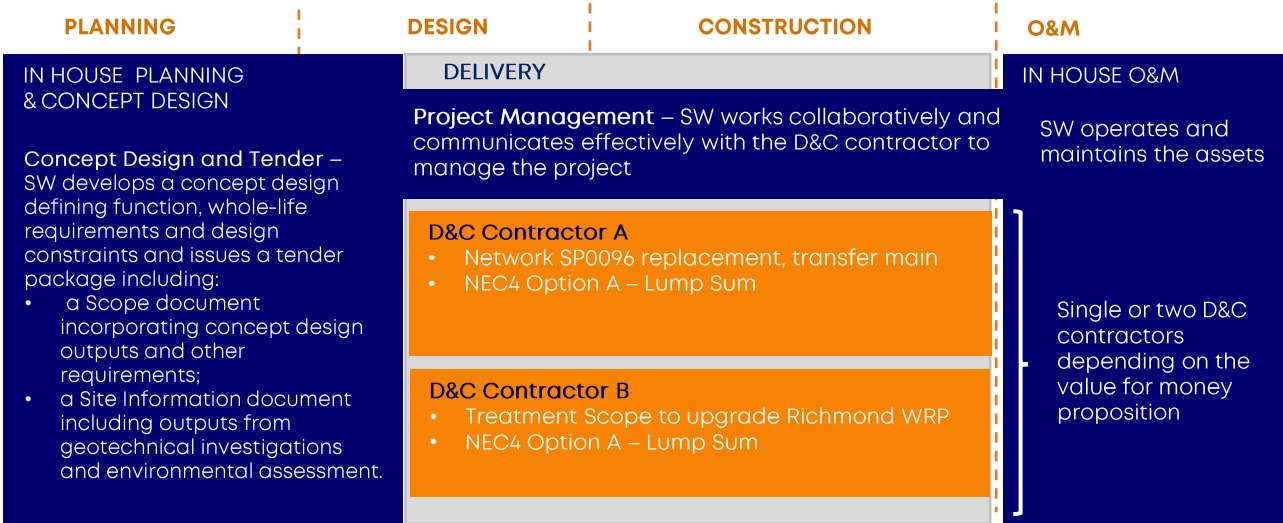 PLANNING
DESIGN
CONSTRUCTION
O&M
IN HOUSE PLANNING
& CONCEPT DESIGN
Concept Design and Tender –
SW develops a concept design
defining function, whole-life
requirements and design
constraints and issues a tender
package including:
• a Scope document
incorporating concept design
outputs and other
requirements;
• a Site Information document
including outputs from
geotechnical investigations
and environmental assessment.
DELIVERY
Project Management – SW works collaboratively and
communicates effectively with the D&C contractor to
manage the project
D&C Contractor A
• Network SP0096 replacement, transfer main
• NEC4 Option A – Lump Sum
D&C Contractor B
• Treatment Scope to upgrade Richmond WRP
• NEC4 Option A – Lump Sum
IN HOUSE O&M
SW operates and
maintains the assets
Single or two D&C
contractors
depending on the
value for money
proposition